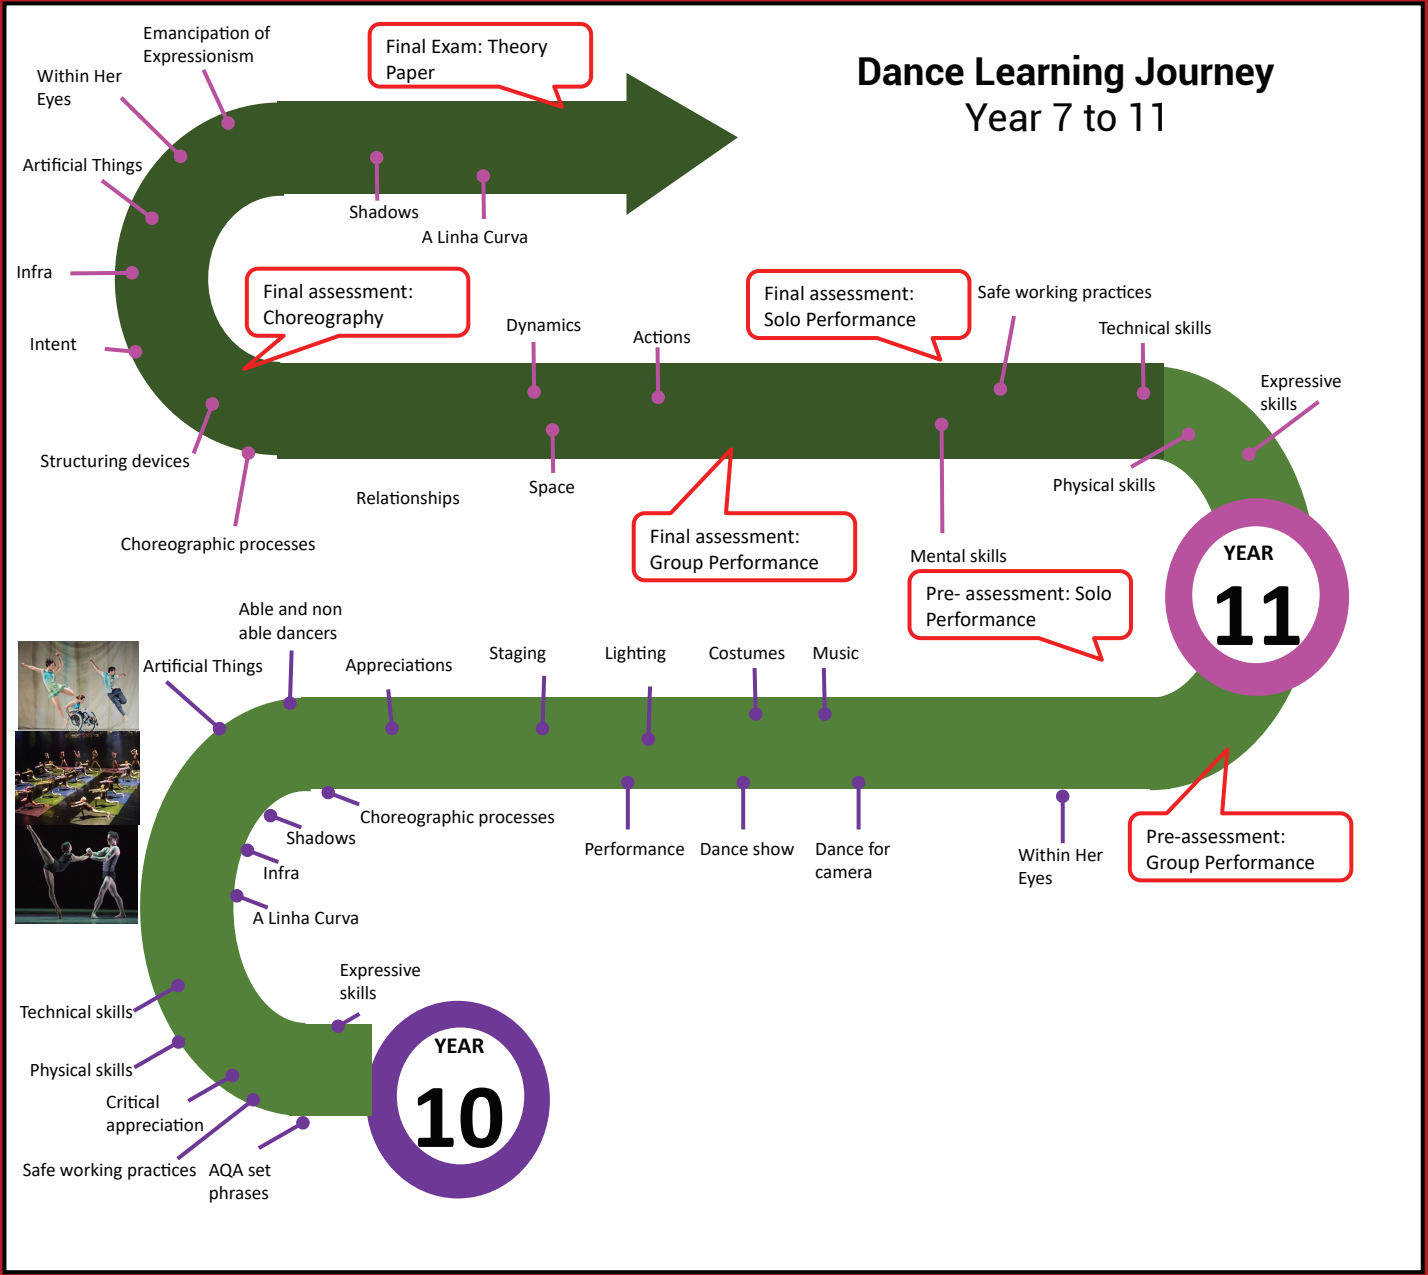 Dance Learning Journey
Year 7 to 11
Emancipation of
Expressionism
Final Exam: Theory
Paper
Within Her
Eyes
Artificial Things
Shadows
A Linha Curva
Infra
Final assessment:
Choreography
Final assessment:
Solo Performance
Safe working practices
Technical skills
Dynamics
Actions
Intent
Expressive
skills
Structuring devices
Relationships
Space
Physical skills
Choreographic processes
Final assessment:
Group Performance
Mental skills
YEAR
11
Pre- assessment: Solo
Performance
Able and non
able dancers
Artificial Things
Appreciations
Staging
Lighting
Costumes
Music
Choreographic processes
Shadows
Infra
A Linha Curva
Performance
Dance show
Dance for
camera
Within Her
Eyes
Pre-assessment:
Group Performance
Expressive
skills
Technical skills
Physical skills
Critical
appreciation
Safe working practices
AQA set
phrases
YEAR
10